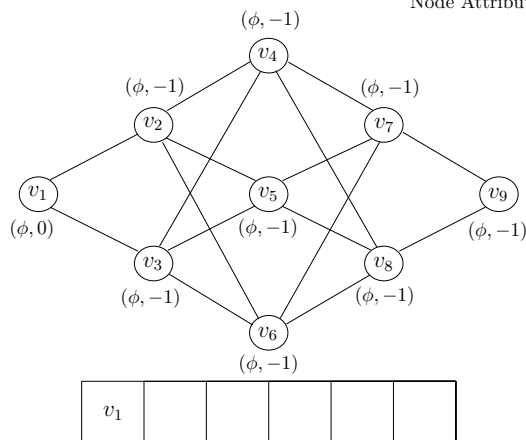 Node Attribu
(ϕ, -1)
v4
(ϕ, -1)
(ϕ, -1)
v2
v7
v1
v5
v9
(ϕ, 0)
(ϕ, -1)
(ϕ, -1)
v3
v8
(ϕ, -1)
(ϕ, -1)
v6
(ϕ, -1)
v1